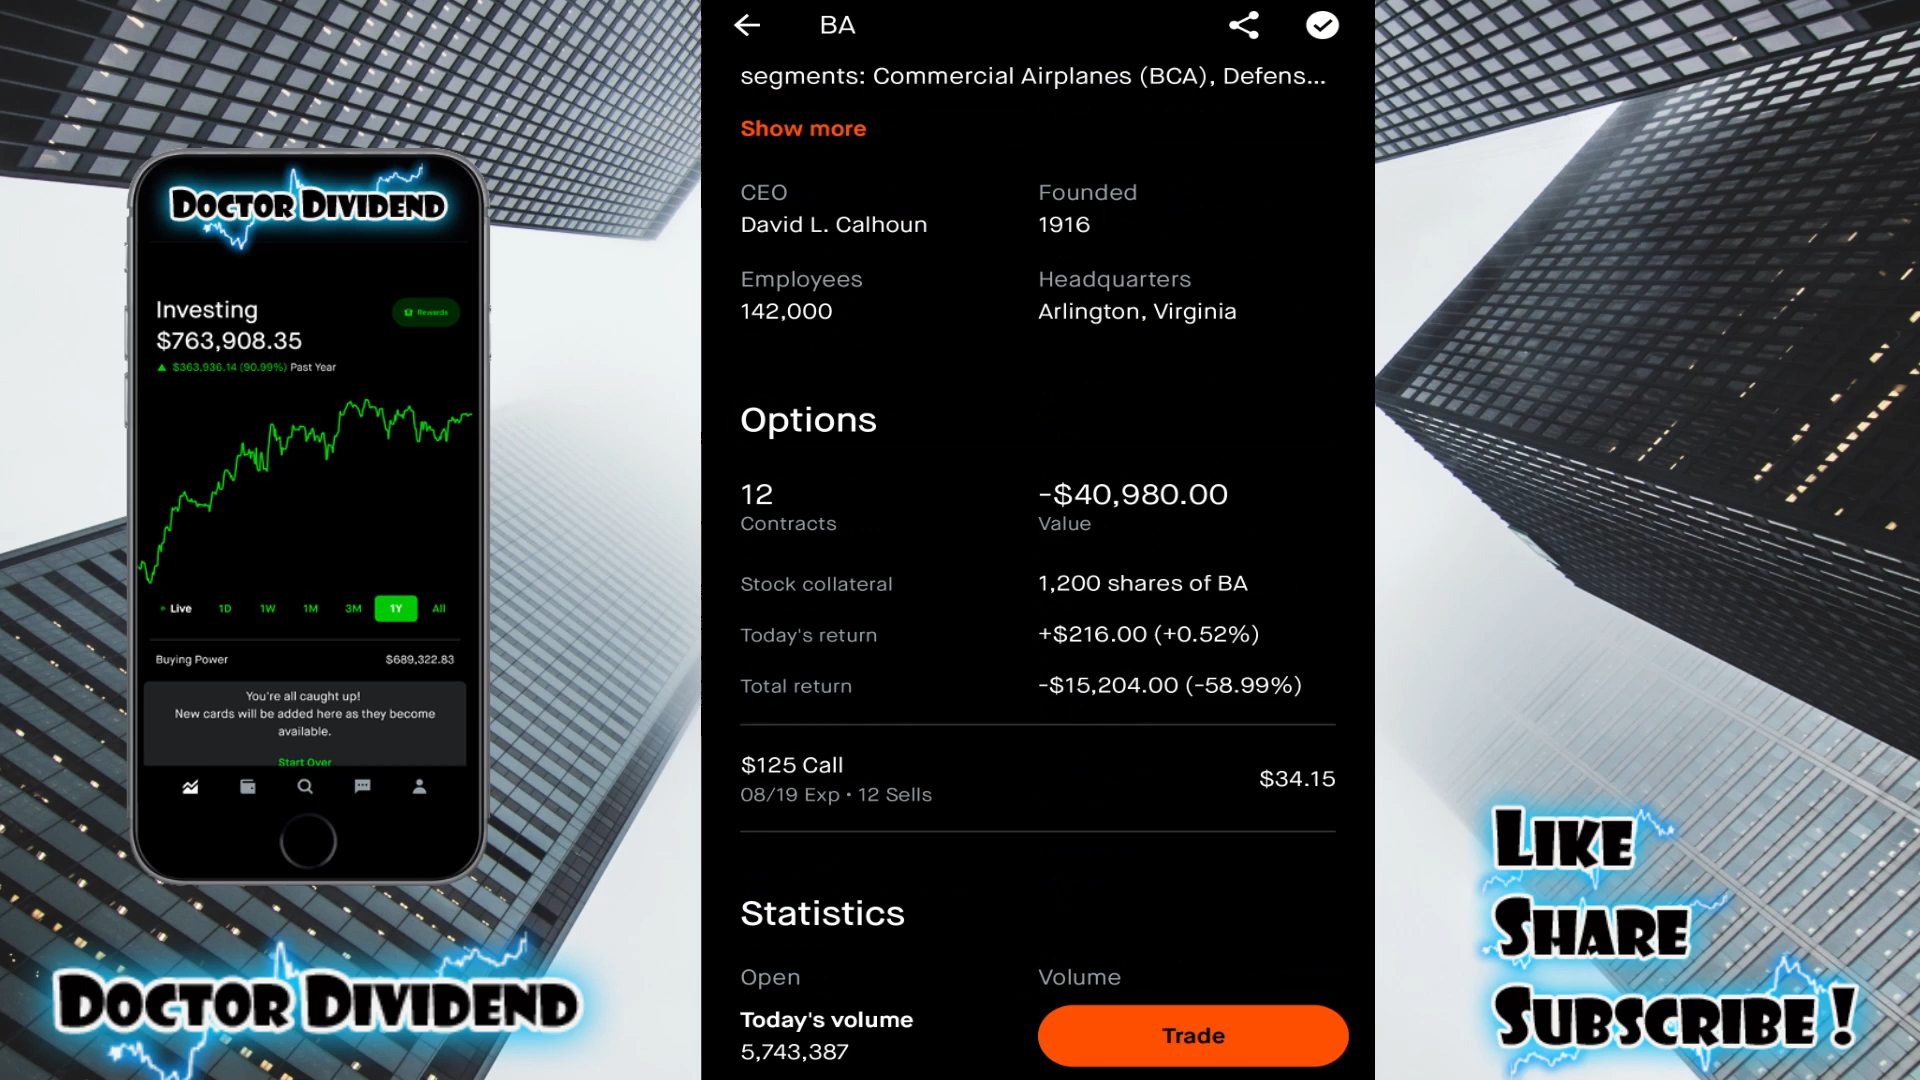 DOCTOR DIVIDEND
Investing
$763,908.35
Rewards
▲ $363,936.14 (90.99%) Past Year
Live 1D 1W 1M 3M 1Y All
Buying Power $689,322.83
You're all caught up!
New cards will be added here as they become
available.
Start Over
DOCTOR DIVIDEND
BA
segments: Commercial Airplanes (BCA), Defens...
Show more
CEO Founded
David L. Calhoun 1916
Employees Headquarters
142,000 Arlington, Virginia
Options
12 -$40,980.00
Contracts Value
Stock collateral 1,200 shares of BA
Today's return +$216.00 (+0.52%)
Total return -$15,204.00 (-58.99%)
$125 Call
08/19 Exp • 12 Sells
$34.15
Statistics
Open Volume
Today's volume
5,743,387
Trade
LIKE
SHARE
SUBSCRIBE !